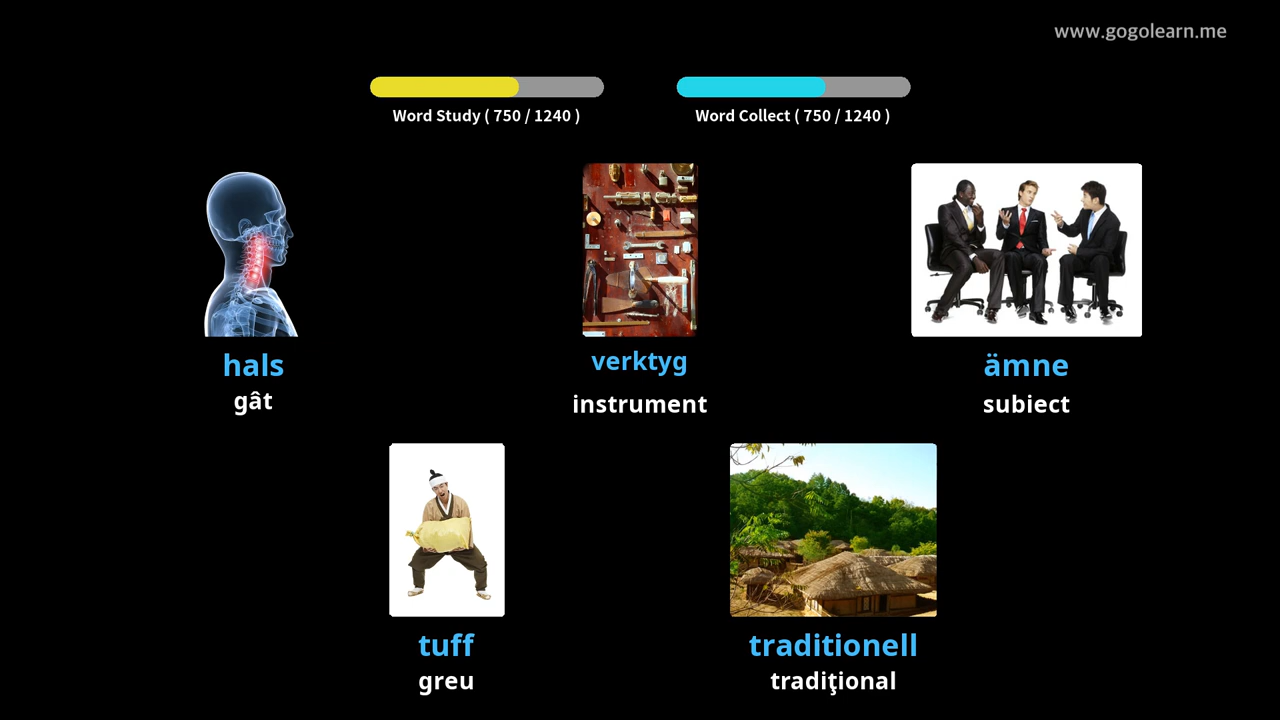 www.gogolearn.me
Word Study ( 750 / 1240 )
Word Collect ( 750 / 1240 )
hals
gât
verktyg
instrument
ämne
subiect
tuff
greu
traditionell
tradiţional